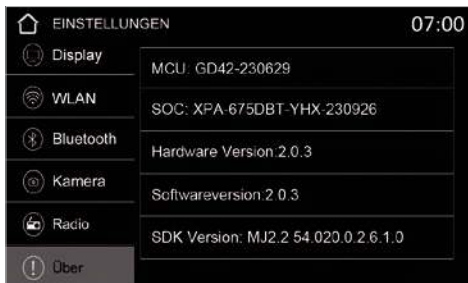 EINSTELLUNGEN
07:00
Display
WLAN
Bluetooth
Kamera
Radio
Über
MCU: GD42-230629
SOC: XPA-675DBT-YHX-230926
Hardware Version:2.0.3
Softwareversion:2.0.3
SDK Version: MJ2.2 54.020.0.2.6.1.0